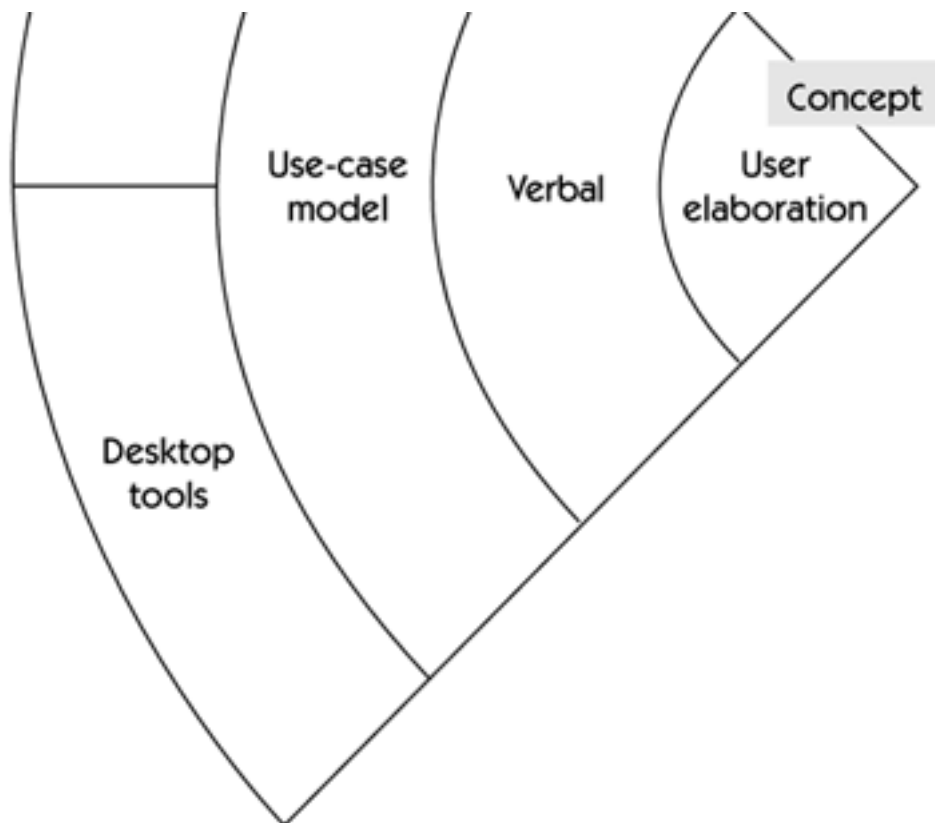 Concept
Use-case
model
Verbal
User
elaboration
Desktop
tools